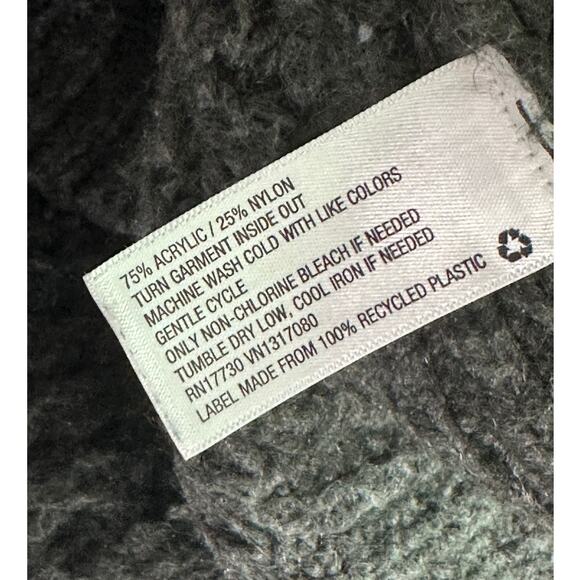 75% ACRYLIC / 25% NYLON
TURN GARMENT INSIDE OUT
MACHINE WASH COLD WITH LIKE COLORS
GENTLE CYCLE
ONLY NON-CHLORINE BLEACH IF NEEDED
TUMBLE DRY LOW, COOL IRON IF NEEDED
RN17730 VN1317080
LABEL MADE FROM 100% RECYCLED PLASTIC